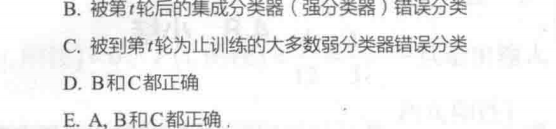 B. 被第t轮后的集成分类器（强分类器）错误分类
C. 被到第t轮为止训练的大多数弱分类器错误分类
D. B和C都正确
E. A, B和C都正确.